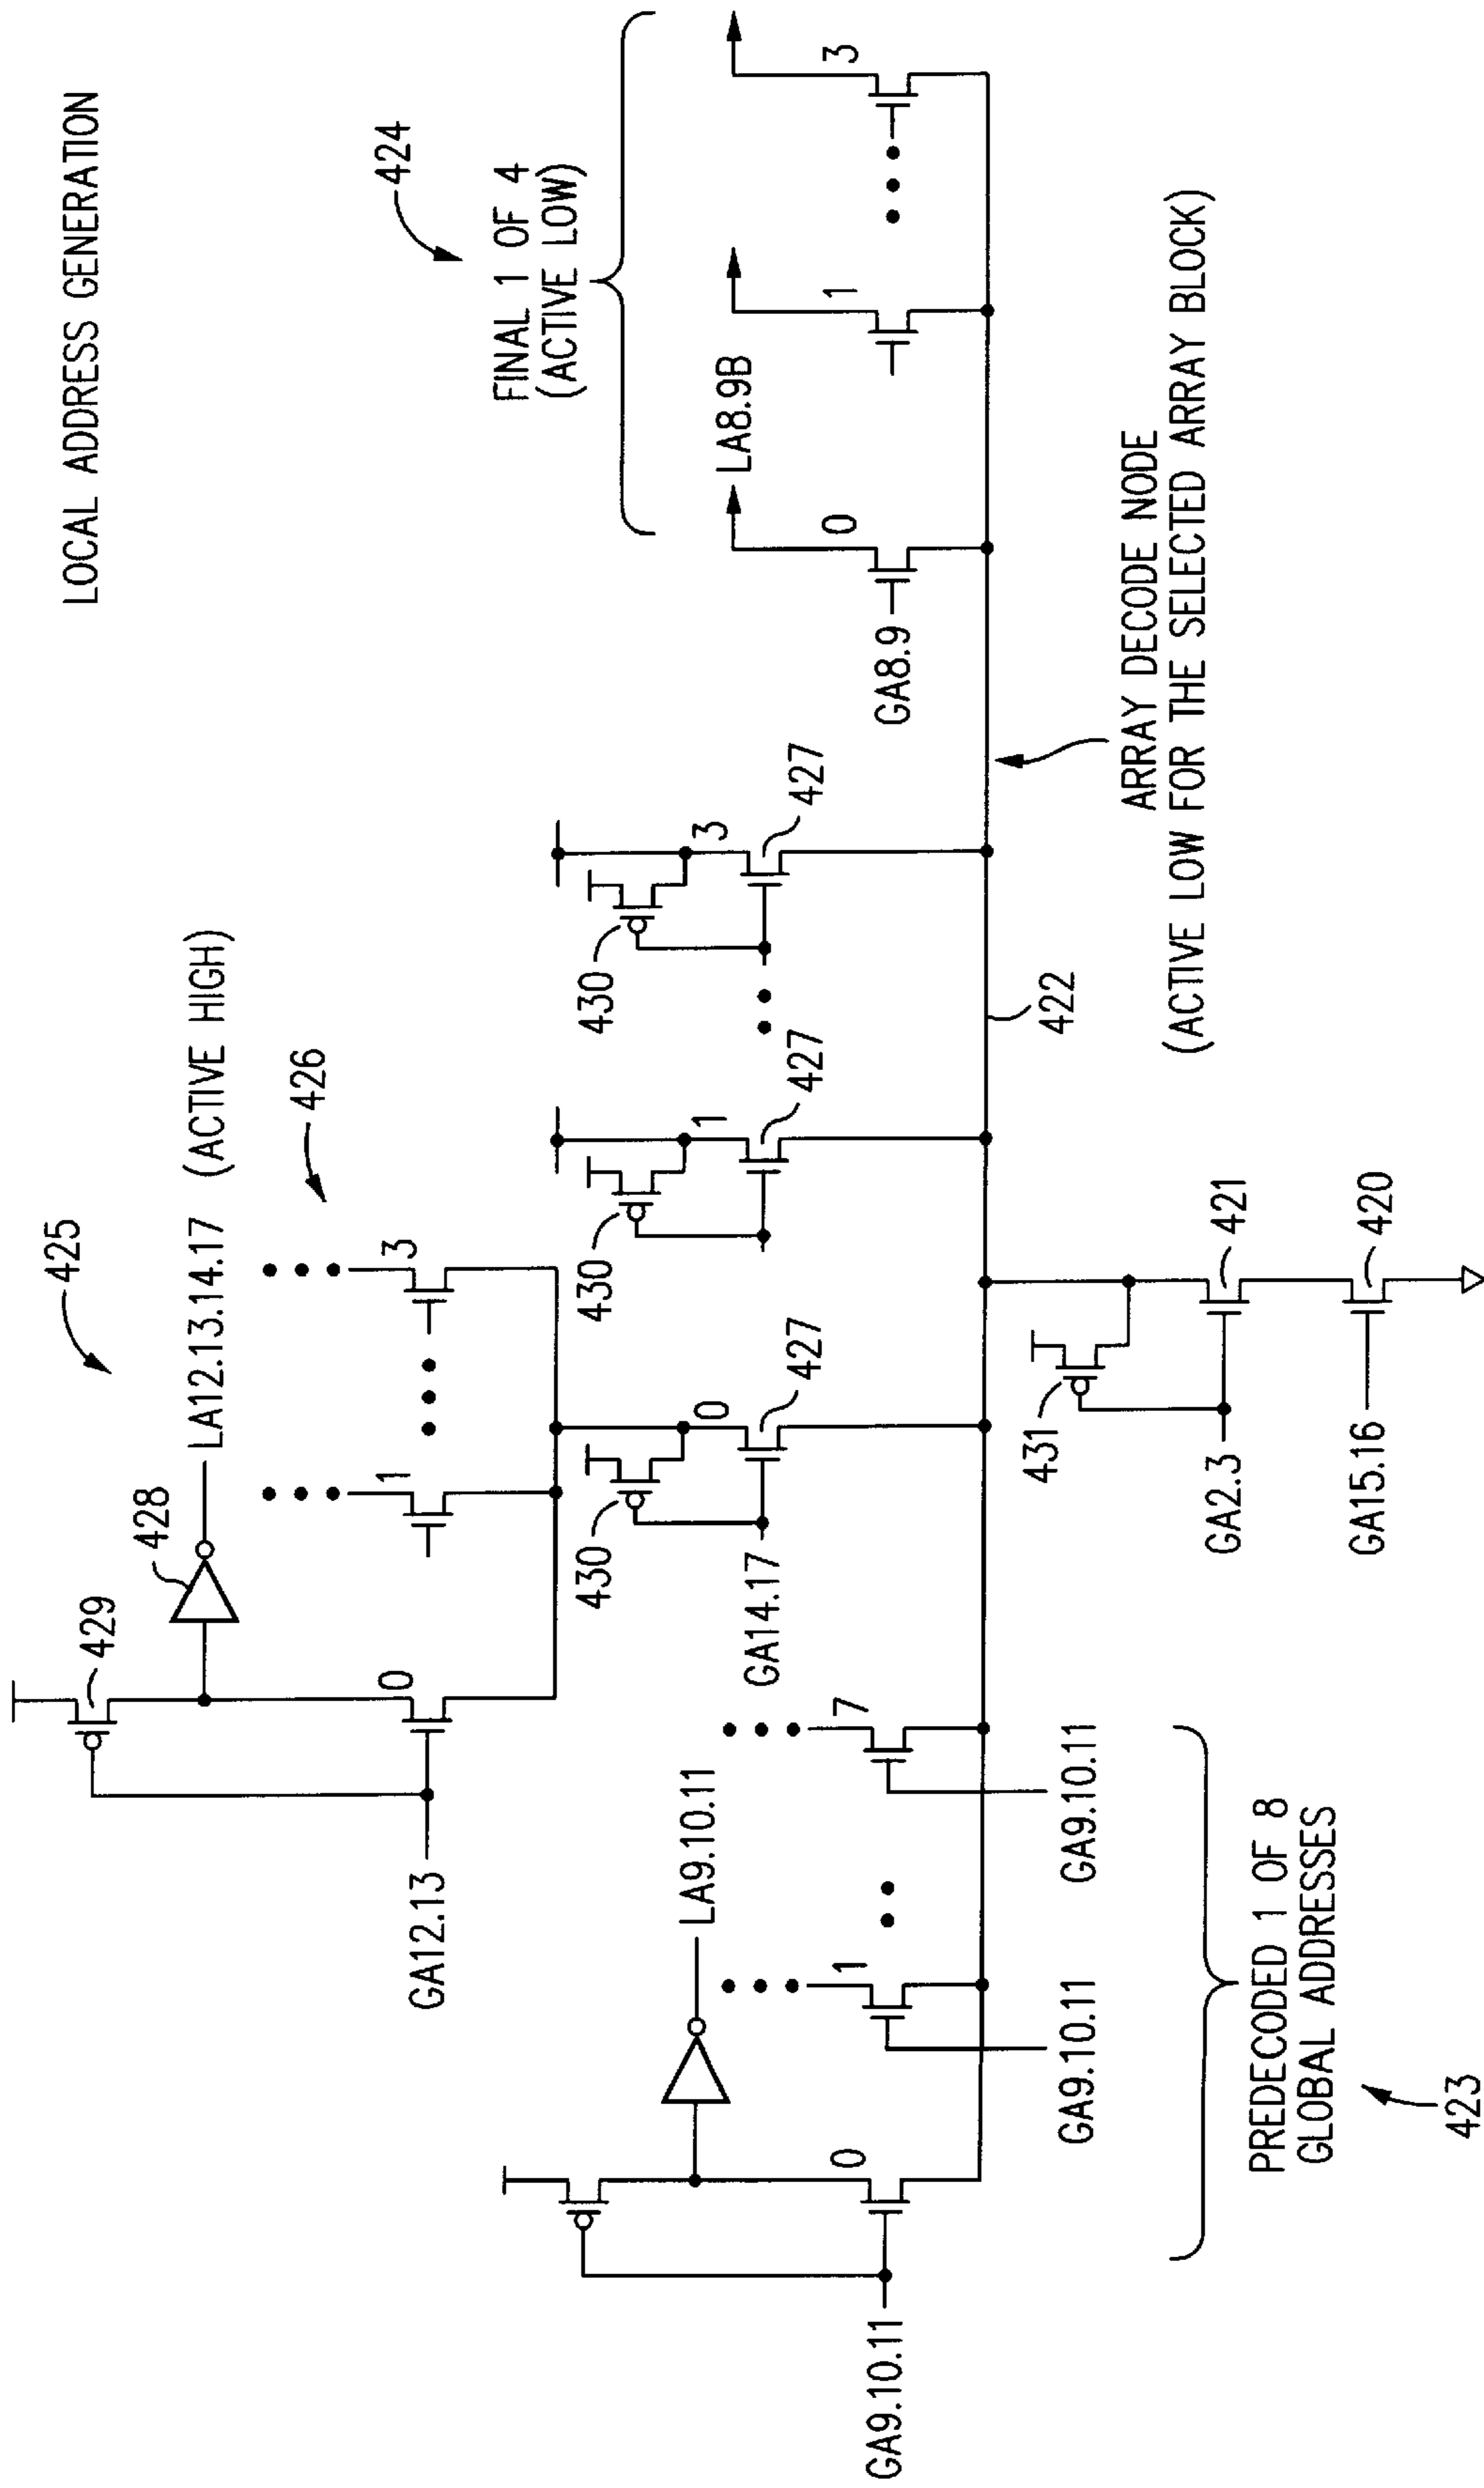 LOCAL ADDRESS GENERATION
425
424
FINAL 1 OF 4
(ACTIVE LOW)
429
428
LA12.13.14.17 (ACTIVE HIGH)
426
0
1
3
GA12.13
430
430
430
0
1
3
427
427
427
GA14.17
LA8.9B
0
1
3
GA8.9
LA9.10.11
0
1
7
GA9.10.11
GA9.10.11
GA9.10.11
PREDECODED 1 OF 8
GLOBAL ADDRESSES
423
431
GA2.3
421
GA15.16
420
422
ARRAY DECODE NODE
(ACTIVE LOW FOR THE SELECTED ARRAY BLOCK)